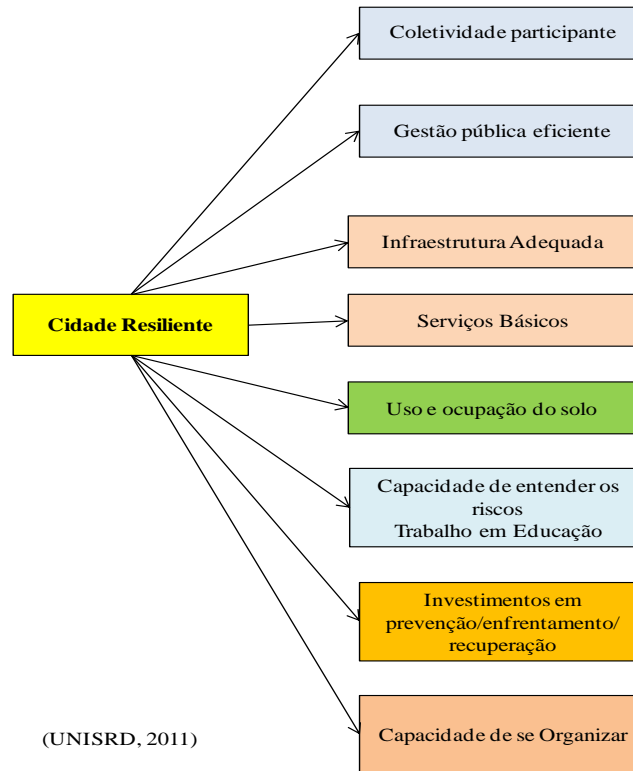 Coletividade participante
Gestão pública eficiente
Infraestrutura Adequada
Cidade Resiliente
Serviços Básicos
Uso e ocupação do solo
Capacidade de entender os
riscos
Trabalho em Educação
Investimentos em
prevenção/enfrentamento/
recuperação
Capacidade de se Organizar
(UNISRD, 2011)